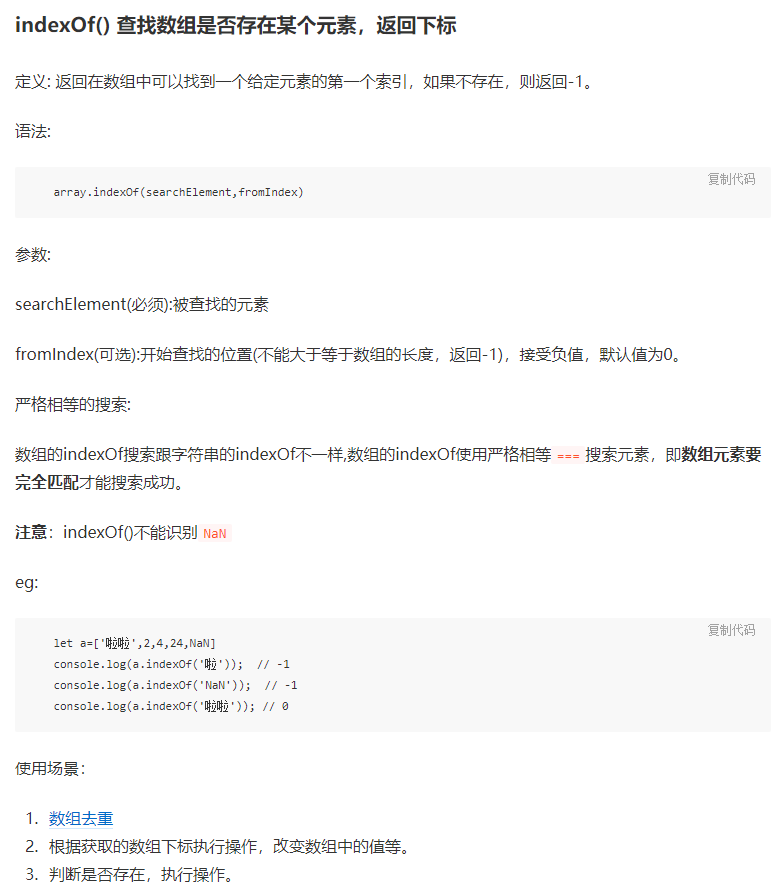 indexOf() 查找数组是否存在某个元素，返回下标
定义: 返回在数组中可以找到一个给定元素的第一个索引，如果不存在，则返回-1。
语法:
复制代码
array.indexOf(searchElement,fromIndex)
参数:
searchElement(必须):被查找的元素
fromIndex(可选):开始查找的位置(不能大于等于数组的长度，返回-1)，接受负值，默认值为0。
严格相等的搜索:
数组的indexOf搜索跟字符串的indexOf不一样,数组的indexOf使用严格相等 === 搜索元素，即数组元素要
完全匹配才能搜索成功。
注意：indexOf()不能识别 NaN
eg:
复制代码
let a=['啦啦',2,4,24,NaN]
console.log(a.indexOf('啦'));  // -1
console.log(a.indexOf('NaN'));  // -1
console.log(a.indexOf('啦啦')); // 0
使用场景：
1. 数组去重
2. 根据获取的数组下标执行操作，改变数组中的值等。
3. 判断是否存在，执行操作。